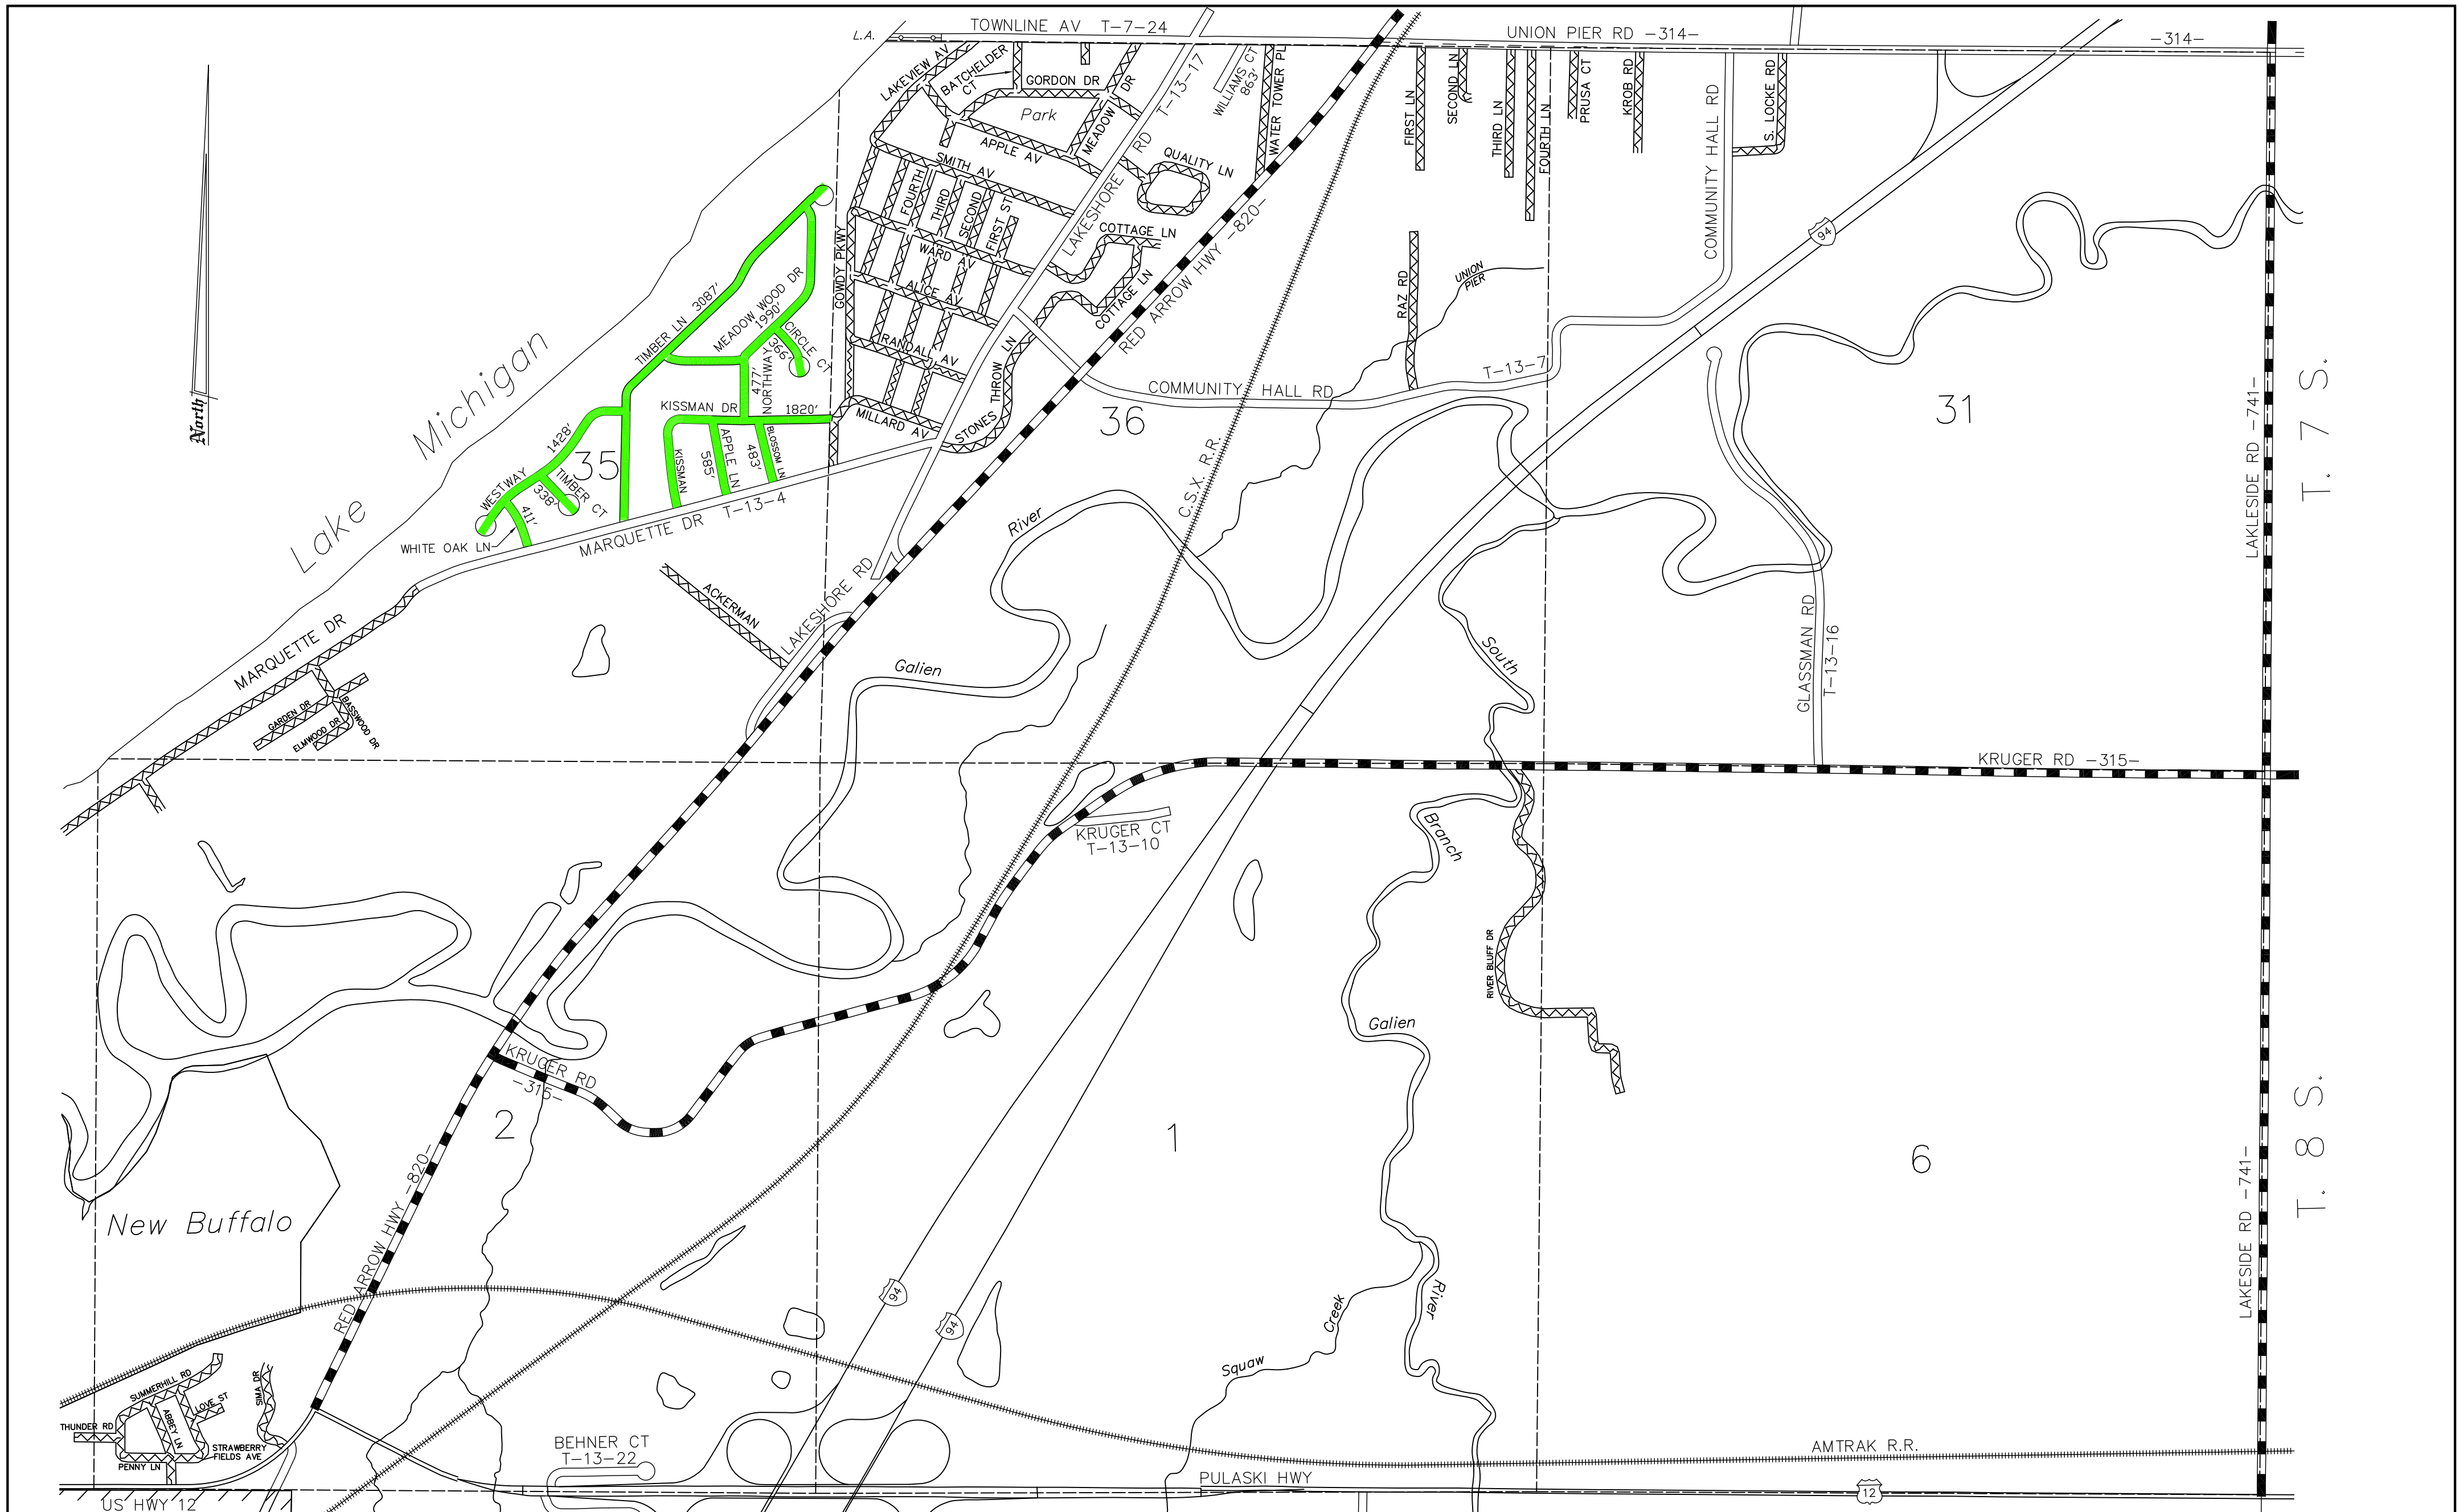 TOWNLINE AV T-7-24
UNION PIER RD -314-
-314-
L.A.
LAKEVIEW AV
BATCHELDER
CT
GORDON DR
MEADOW
DR
Park
APPLE AV
SMITH AV
FOURTH
THIRD
SECOND
FIRST ST
WARD AV
ALICE AV
RANDALL AV
MILLARD AV
GOWDY PKWY
LAKESHORE RD T-13-17
WILLIAMS CT
863'
WATER TOWER PL
QUALITY LN
COTTAGE LN
COTTAGE LN
STONES THROW LN
RED ARROW HWY -820-
FIRST LN
SECOND LN
THIRD LN
FOURTH LN
PRUSA CT
KROB RD
S. LOCKE RD
COMMUNITY HALL RD
RAZ RD
UNION
PIER
COMMUNITY HALL RD
T-13-7
94
31
36
35
LAKLESIDE RD -741-
T. 7 S.
North
Lake Michigan
TIMBER LN 3087'
MEADOW WOOD DR
1990'
CIRCLE CT
366'
477'
NORTHWAY
KISSMAN DR
1820'
KISSMAN
APPLE LN
585'
BLOSSOM LN
483'
1428'
WESTWAY
TIMBER CT
338'
411'
WHITE OAK LN
MARQUETTE DR T-13-4
MARQUETTE DR
GARDEN DR
ELMWOOD DR
BASSWOOD DR
ACKERMAN
LAKESHORE RD
Galien
River
C.S.X. R.R.
South
Branch
Galien
River
GLASSMAN RD
T-13-16
KRUGER RD -315-
KRUGER CT
T-13-10
RIVER BLUFF DR
KRUGER RD
-315-
2
1
6
T. 8 S.
LAKESIDE RD -741-
New Buffalo
RED ARROW HWY -820-
94
94
Squaw
Creek
SUMMERHILL RD
LOVE ST
ABBEY LN
THUNDER RD
PENNY LN
STRAWBERRY
FIELDS AVE
SIMA DR
US HWY 12
BEHNER CT
T-13-22
PULASKI HWY
AMTRAK R.R.
12